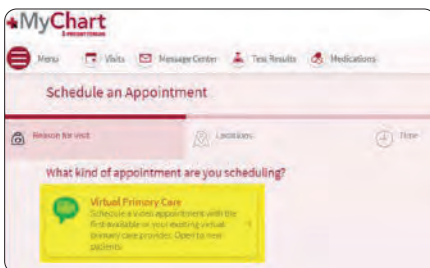 MyChart
Menu Visits Message Center Test Results Medications
Schedule an Appointment
Reason for visit Locations Time
What kind of appointment are you scheduling?
Virtual Primary Care
Schedule a video appointment with the
first available or your existing virtual
primary care provider. Open to new
patients.